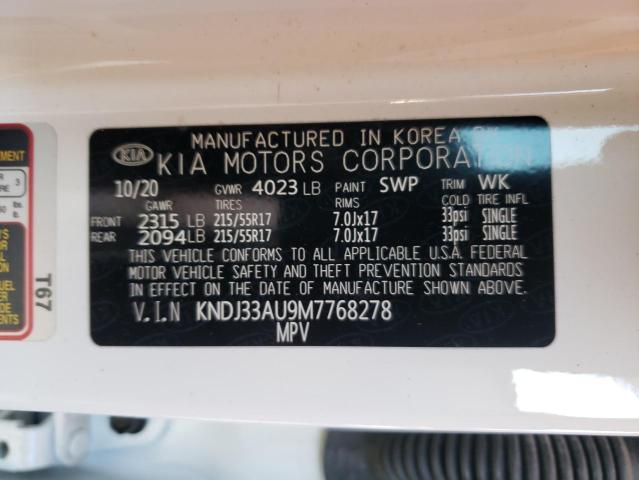 MANUFACTURED IN KOREA BY
KIA KIA MOTORS CORPORATION
10/20 GVWR 4023 LB PAINT SWP TRIM WK
GAWR TIRES RIMS COLD TIRE INFL
FRONT 2315 LB 215/55R17 7.0Jx17 33psi SINGLE
REAR 2094 LB 215/55R17 7.0Jx17 33psi SINGLE
THIS VEHICLE CONFORMS TO ALL APPLICABLE U.S.A. FEDERAL
MOTOR VEHICLE SAFETY AND THEFT PREVENTION STANDARDS
IN EFFECT ON THE DATE OF MANUFACTURE SHOWN ABOVE.
V.I.N KNDJ33AU9M7768278
MPV
T67
3
lbs.